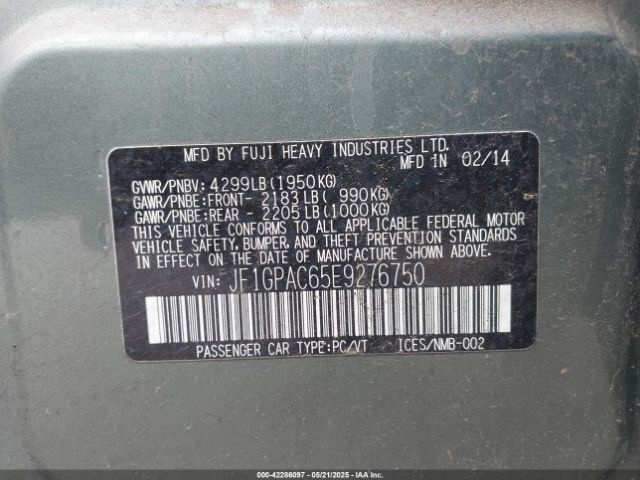 MFD BY FUJI HEAVY INDUSTRIES LTD.
MFD IN 02/14
GVWR/PNBV: 4299LB(1950KG)
GAWR/PNBE:FRONT- 2183LB( 990KG)
GAWR/PNBE:REAR - 2205LB(1000KG)
THIS VEHICLE CONFORMS TO ALL APPLICABLE FEDERAL MOTOR
VEHICLE SAFETY, BUMPER, AND THEFT PREVENTION STANDARDS
IN EFFECT ON THE DATE OF MANUFACTURE SHOWN ABOVE.
VIN: JF1GPAC65E9276750
PASSENGER CAR TYPE:PC/VT ICES/NMB-002
000-42286097 - 05/21/2025 - IAAI.COM